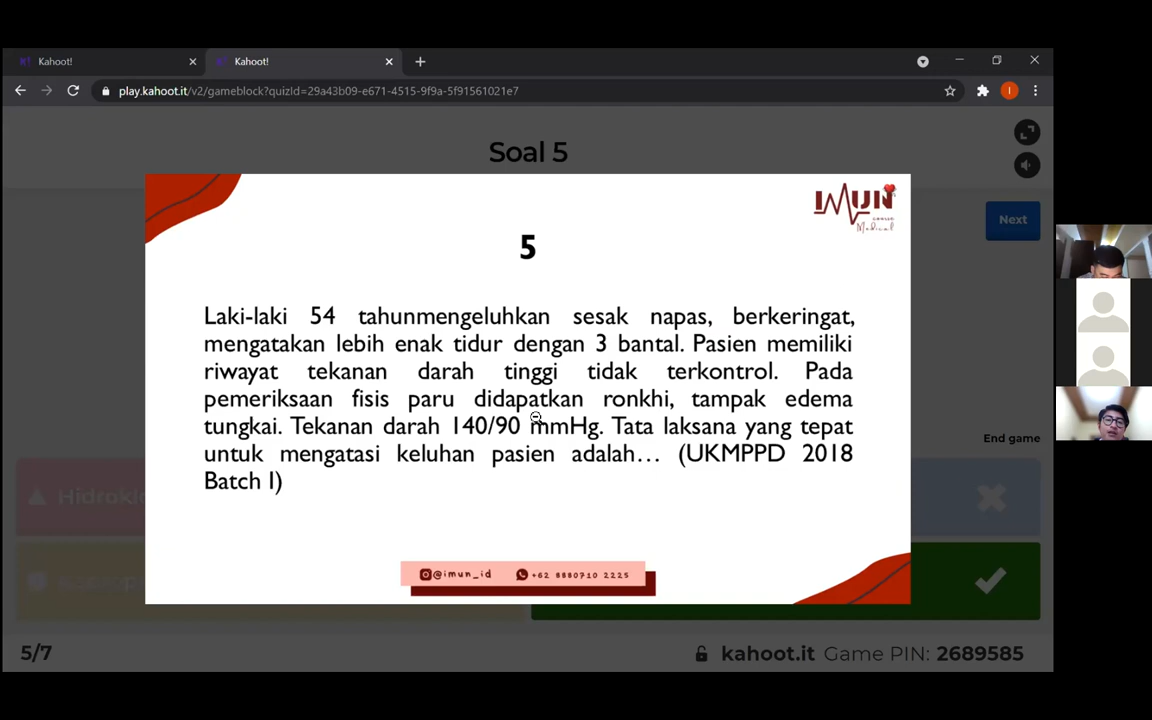 Kahoot!
Kahoot!
play.kahoot.it/v2/gameblock?quizId=29a43b09-e671-4515-9f9a-5f91561021e7
Soal 5
IMUN
Medical
Next
5
Laki-laki 54 tahunmengeluhkan sesak napas, berkeringat,
mengatakan lebih enak tidur dengan 3 bantal. Pasien memiliki
riwayat tekanan darah tinggi tidak terkontrol. Pada
pemeriksaan fisis paru didapatkan ronkhi, tampak edema
tungkai. Tekanan darah 140/90 mmHg. Tata laksana yang tepat
untuk mengatasi keluhan pasien adalah… (UKMPPD 2018
Batch I)
End game
@imun_id +62 8880710 2225
5/7
kahoot.it Game PIN: 2689585